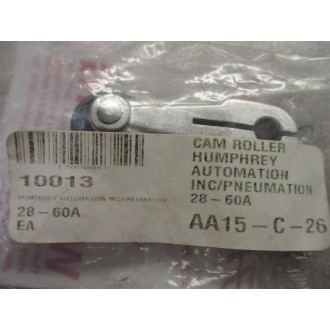 10013
HUMPHREY AUTOMATION INC/PNEUMATION
28-60A
EA
CAM ROLLER
HUMPHREY
AUTOMATION
INC/PNEUMATION
28-60A
AA15-C-26